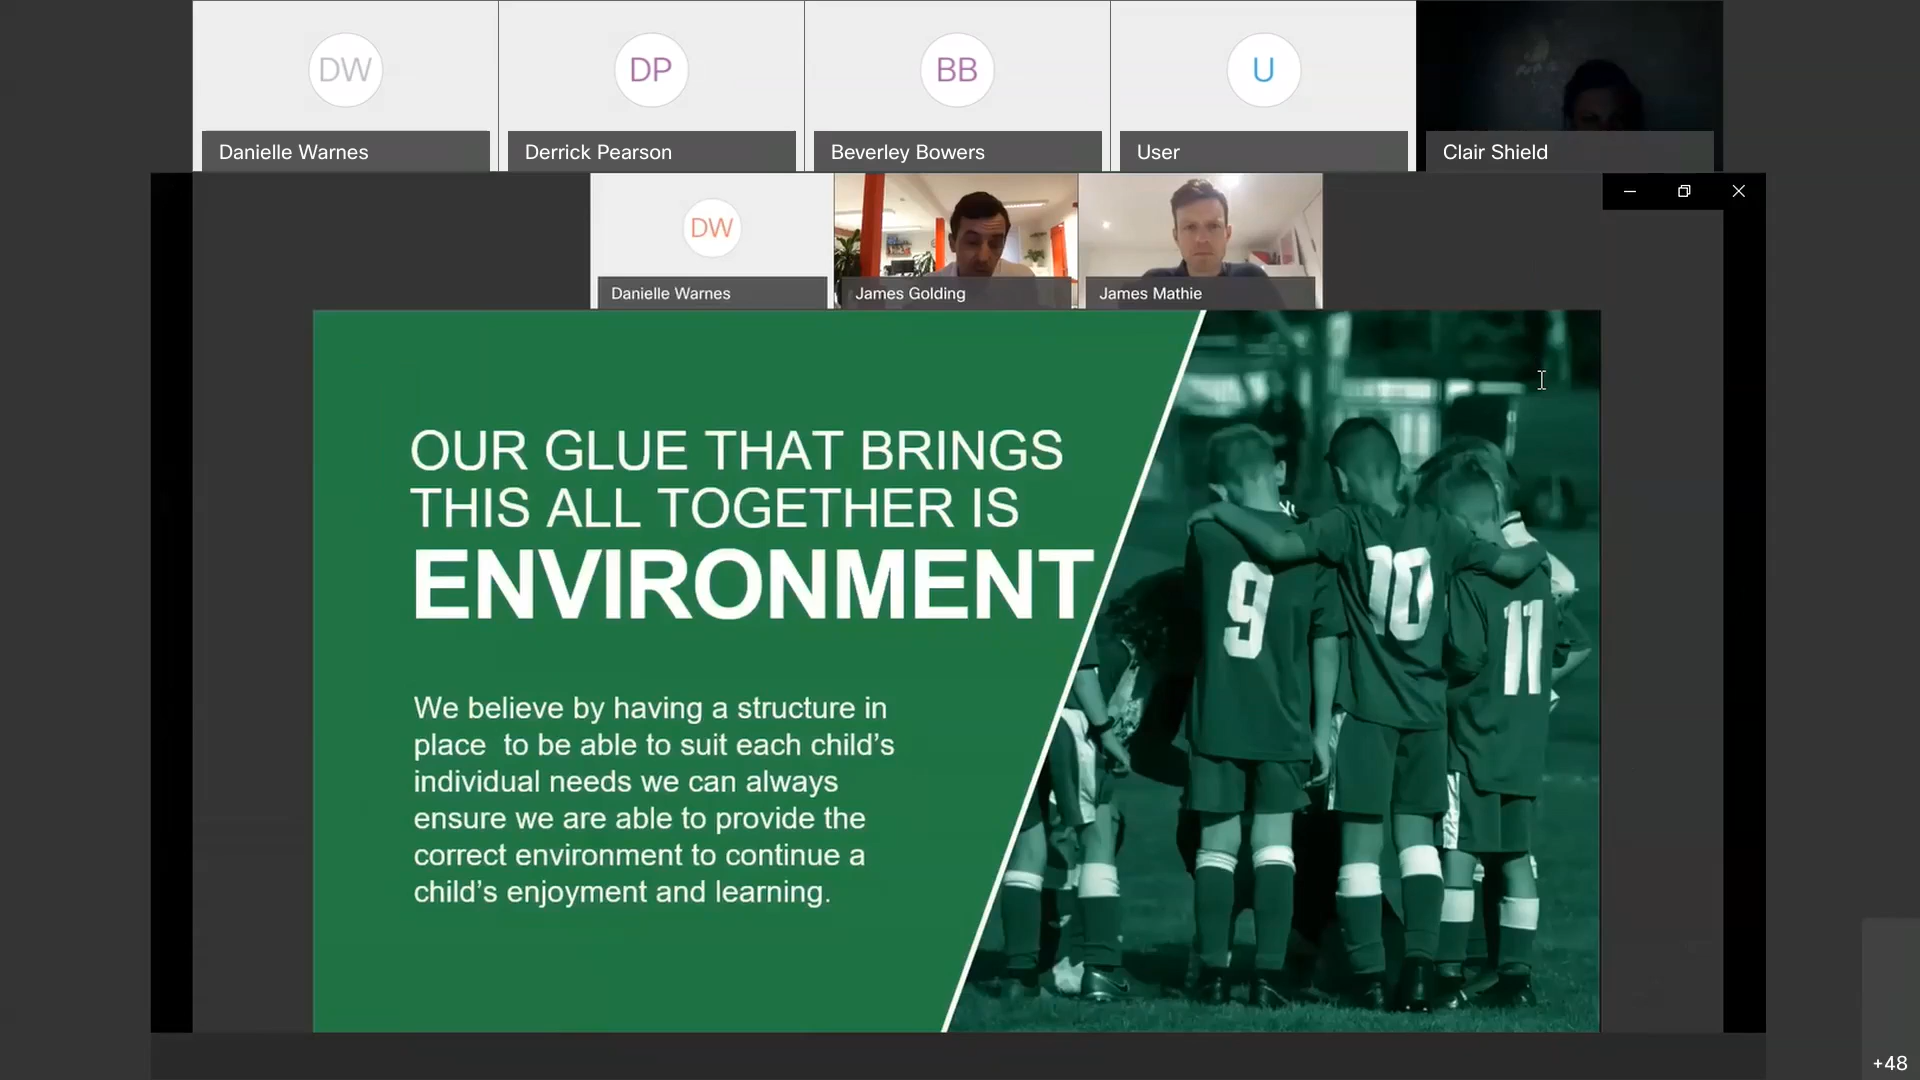 DW
DP
BB
U
Danielle Warnes
Derrick Pearson
Beverley Bowers
User
Clair Shield
DW
Danielle Warnes
James Golding
James Mathie
OUR GLUE THAT BRINGS
THIS ALL TOGETHER IS
ENVIRONMENT
We believe by having a structure in
place  to be able to suit each child’s
individual needs we can always
ensure we are able to provide the
correct environment to continue a
child’s enjoyment and learning.
9
10
11
+48